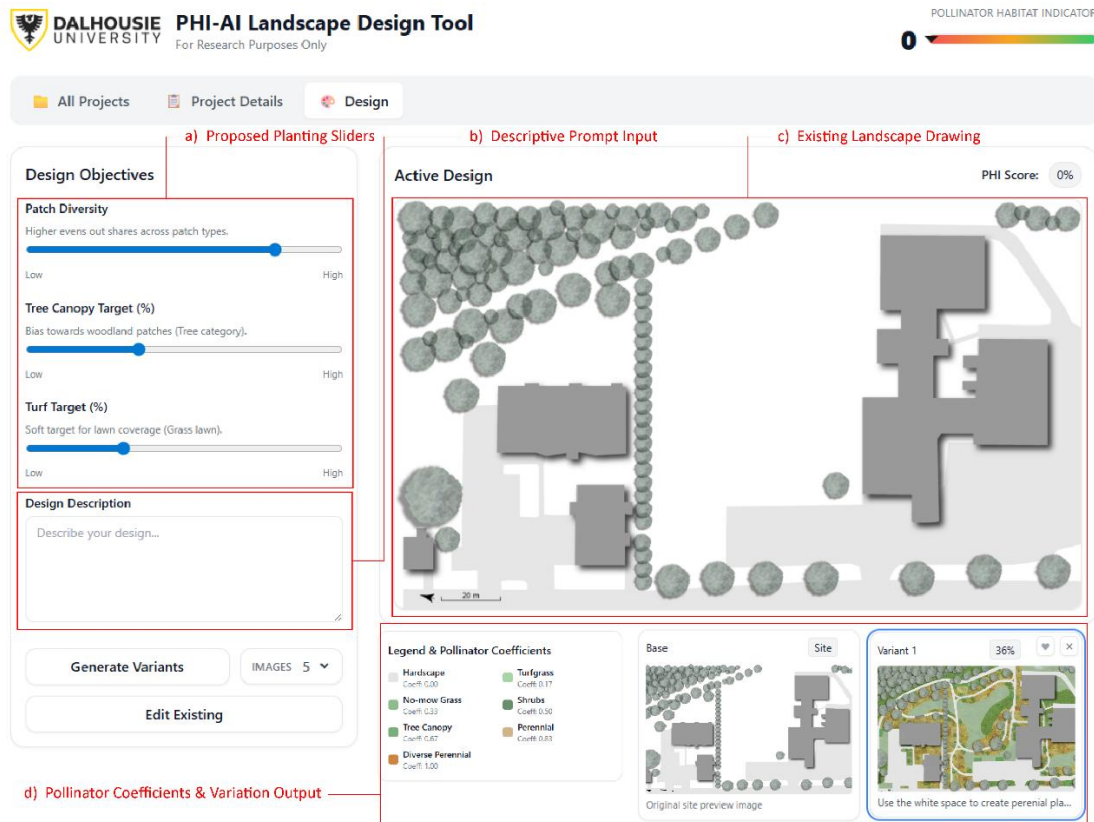 DALHOUSIE
UNIVERSITY
PHI-AI Landscape Design Tool
For Research Purposes Only
POLLINATOR HABITAT INDICATOR
0
All Projects
Project Details
Design
a) Proposed Planting Sliders
b) Descriptive Prompt Input
c) Existing Landscape Drawing
Design Objectives
Patch Diversity
Higher evens out shares across patch types.
Low High
Tree Canopy Target (%)
Bias towards woodland patches (Tree category).
Low High
Turf Target (%)
Soft target for lawn coverage (Grass lawn).
Low High
Design Description
Describe your design...
Generate Variants
IMAGES 5
Edit Existing
Active Design
PHI Score: 0%
20 m
Legend & Pollinator Coefficients
Hardscape
Coeff: 0.00
Turfgrass
Coeff: 0.17
No-mow Grass
Coeff: 0.33
Shrubs
Coeff: 0.50
Tree Canopy
Coeff: 0.67
Perennial
Coeff: 0.83
Diverse Perennial
Coeff: 1.00
Base
Site
Original site preview image
Variant 1
36%
Use the white space to create perenial pla...
d) Pollinator Coefficients & Variation Output